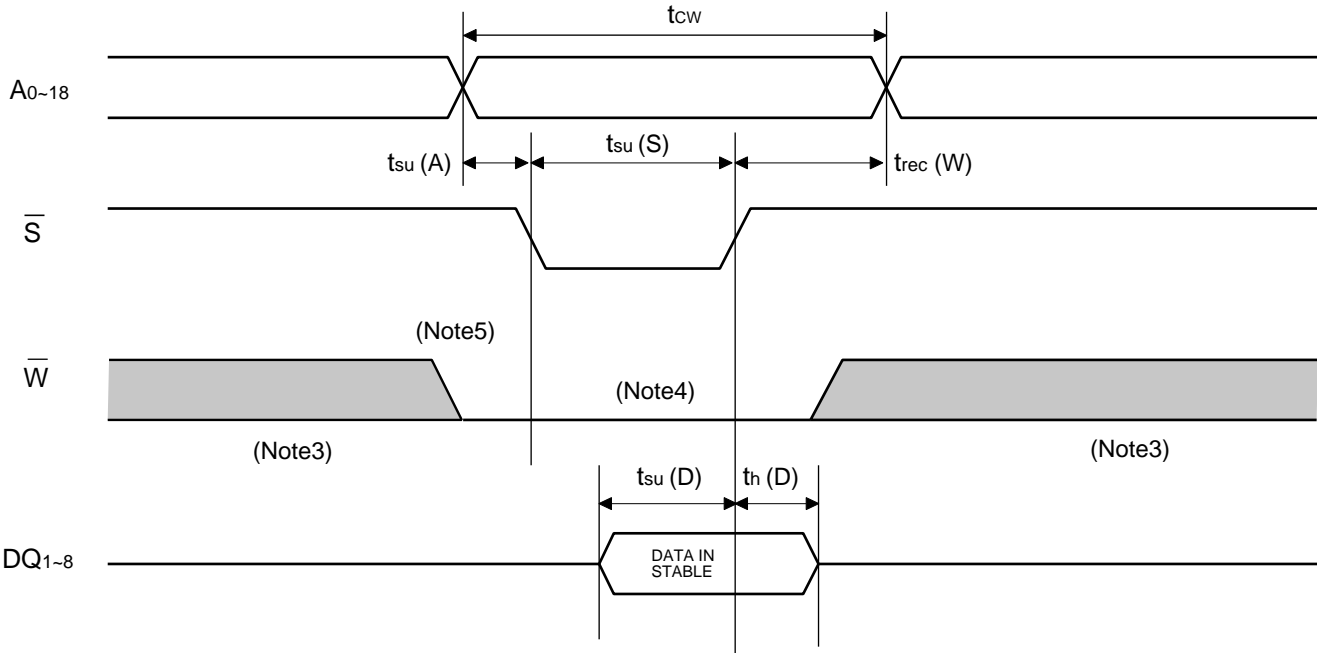 tCW
A0~18
tsu (A)
tsu (S)
trec (W)
S̅
(Note5)
W̅
(Note4)
(Note3)
(Note3)
tsu (D)
th (D)
DQ1~8
DATA IN
STABLE